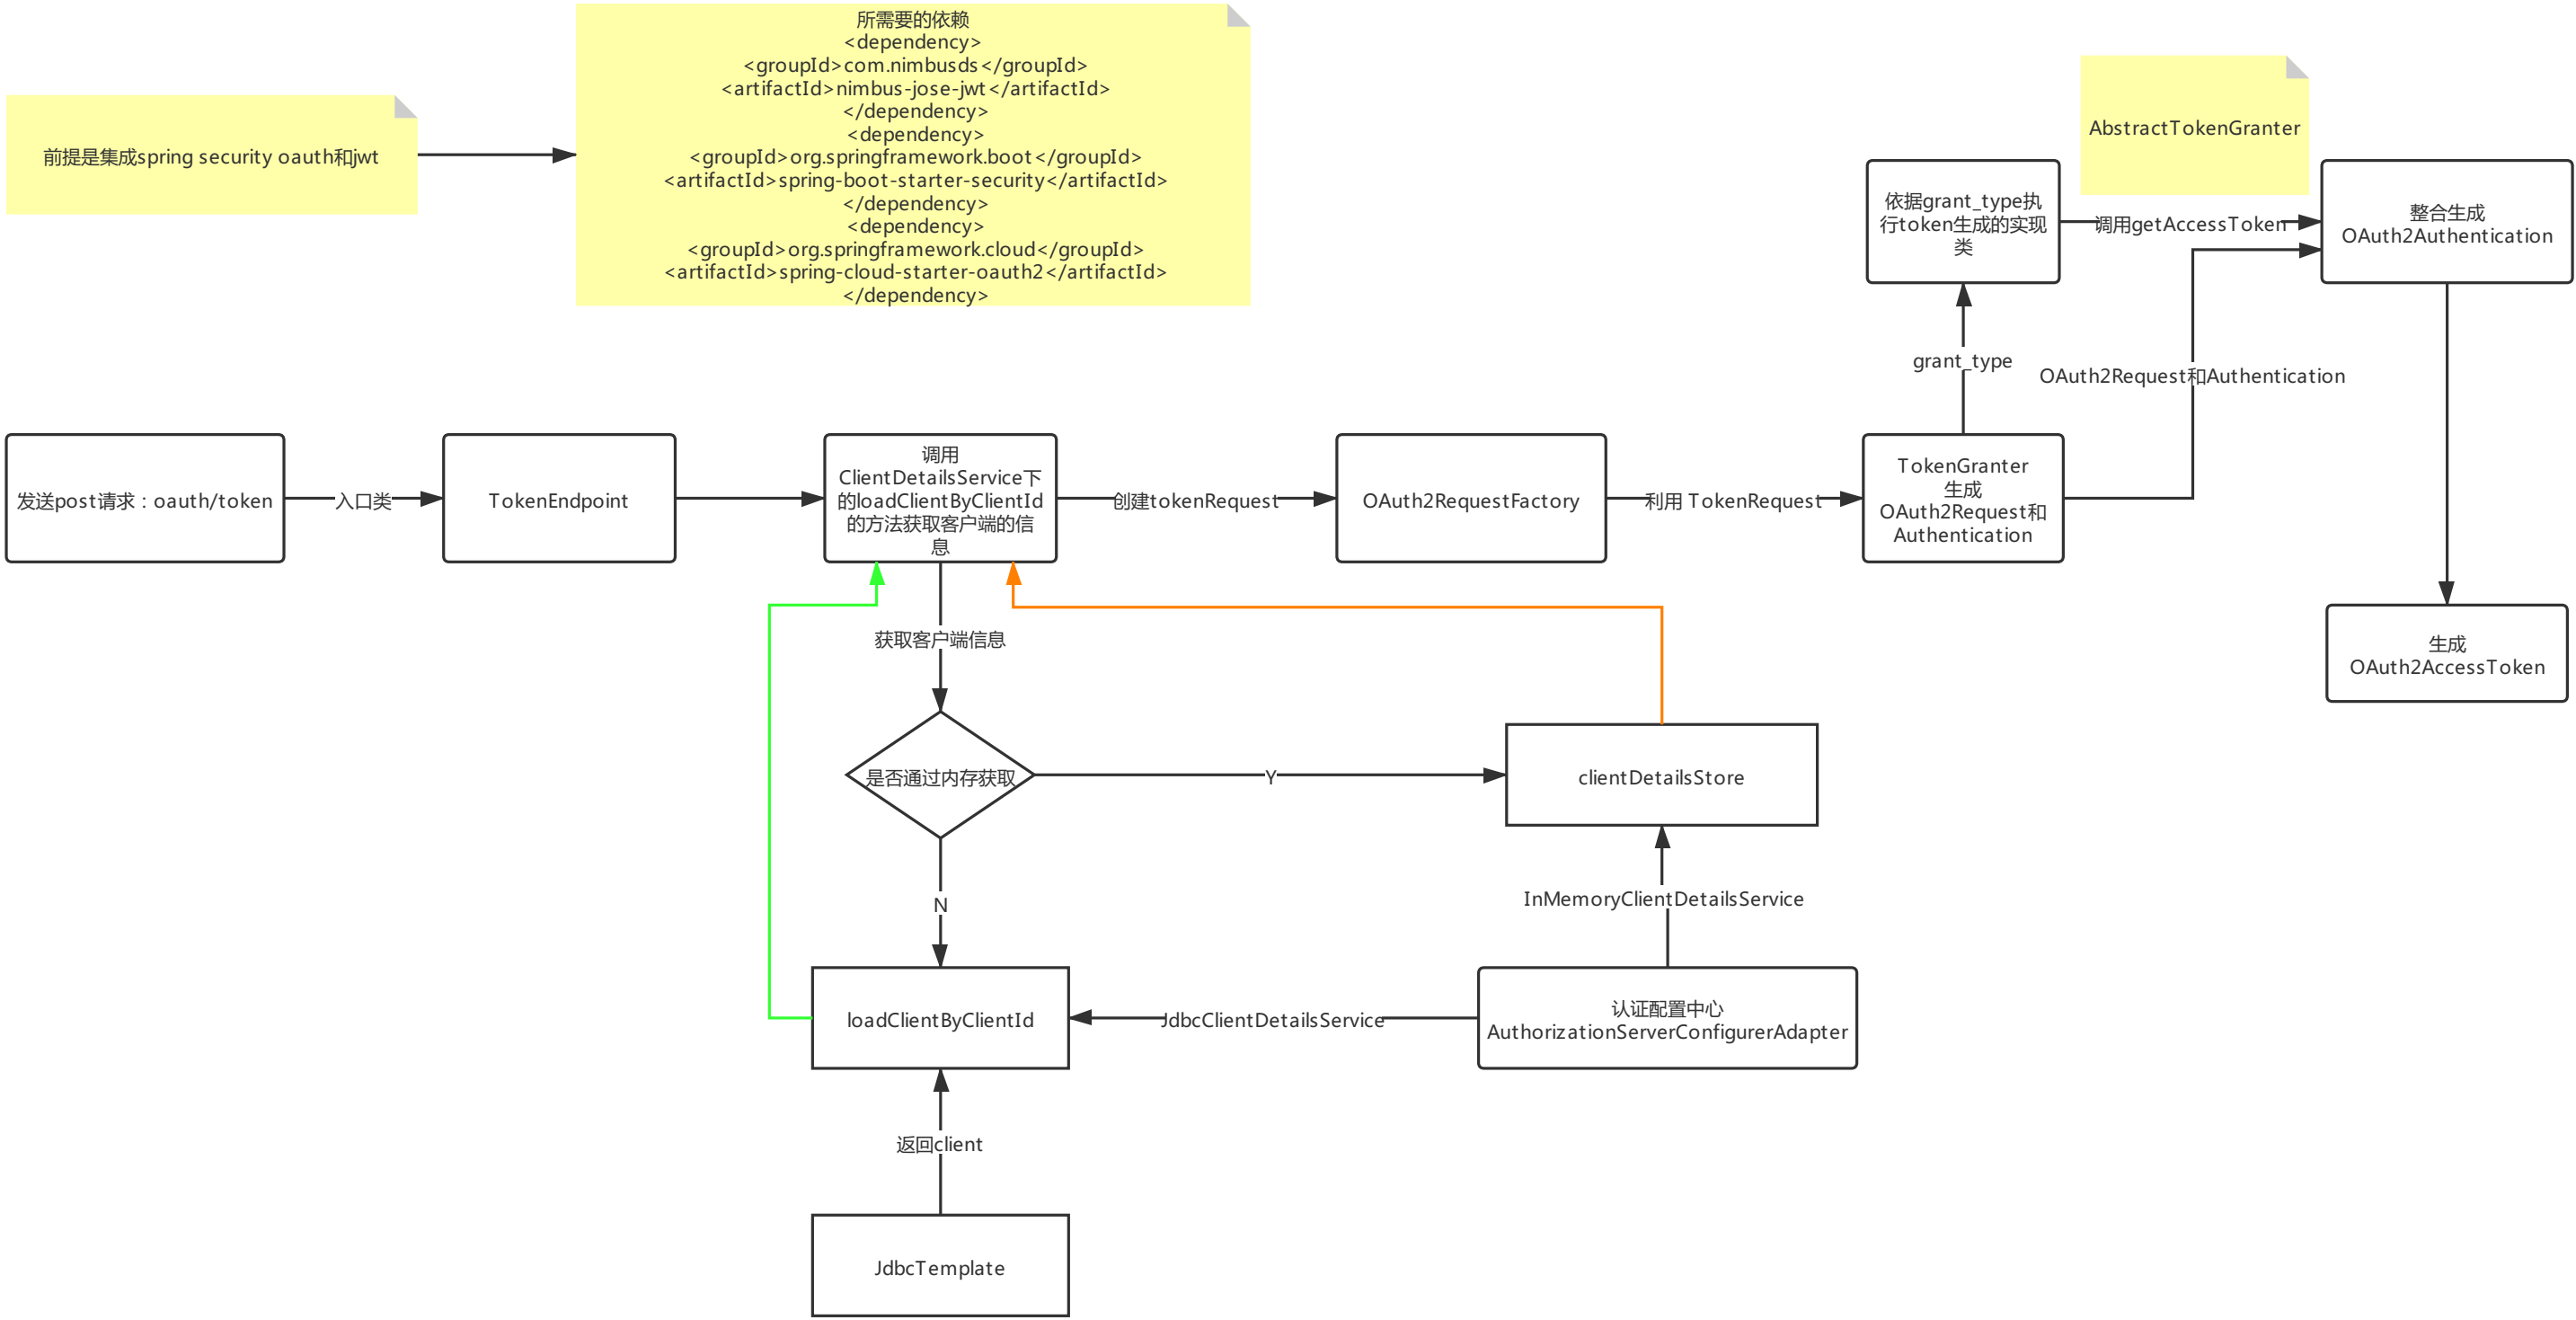 所需要的依赖
<dependency>
<groupId>com.nimbusds</groupId>
<artifactId>nimbus-jose-jwt</artifactId>
</dependency>
<dependency>
<groupId>org.springframework.boot</groupId>
<artifactId>spring-boot-starter-security</artifactId>
</dependency>
<dependency>
<groupId>org.springframework.cloud</groupId>
<artifactId>spring-cloud-starter-oauth2</artifactId>
</dependency>
前提是集成spring security oauth和jwt
AbstractTokenGranter
依据grant_type执
行token生成的实现
类
调用getAccessToken
整合生成
OAuth2Authentication
grant_type
OAuth2Request和Authentication
发送post请求：oauth/token
入口类
TokenEndpoint
调用
ClientDetailsService下
的loadClientByClientId
的方法获取客户端的信
息
创建tokenRequest
OAuth2RequestFactory
利用 TokenRequest
TokenGranter
生成
OAuth2Request和
Authentication
获取客户端信息
生成
OAuth2AccessToken
是否通过内存获取
Y
clientDetailsStore
N
InMemoryClientDetailsService
loadClientByClientId
JdbcClientDetailsService
认证配置中心
AuthorizationServerConfigurerAdapter
返回client
JdbcTemplate